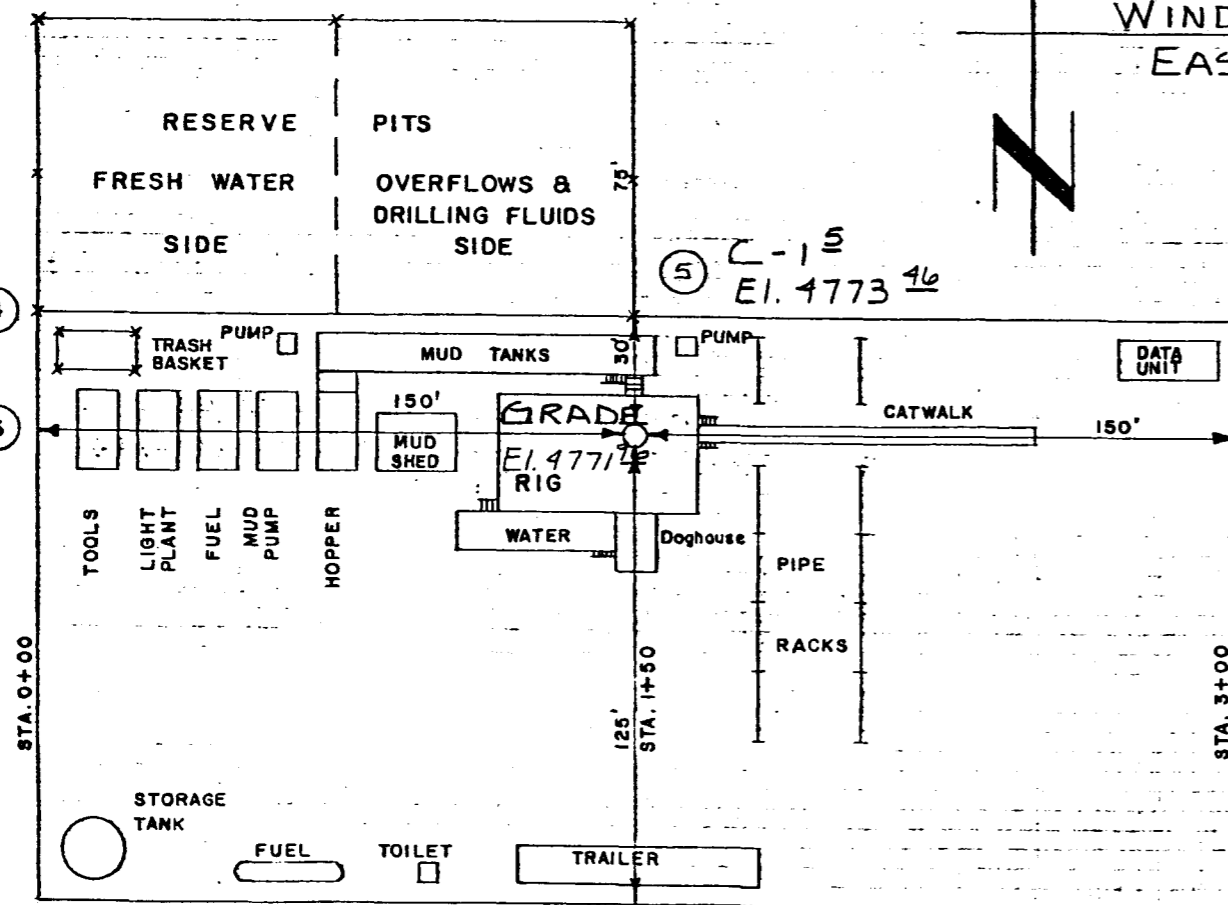 WIND
EAS
N
RESERVE PITS
FRESH WATER
SIDE
OVERFLOWS &
DRILLING FLUIDS
SIDE
75'
5
C-1 5
El. 4773 46
TRASH
BASKET
PUMP
MUD TANKS
30'
PUMP
DATA
UNIT
150'
GRADE
CATWALK
150'
MUD
SHED
El. 4771
RIG
TOOLS
LIGHT
PLANT
FUEL
MUD
PUMP
HOPPER
WATER
Doghouse
PIPE
RACKS
STA. 0+00
125'
STA. 1+50
STA. 3+00
STORAGE
TANK
FUEL
TOILET
TRAILER